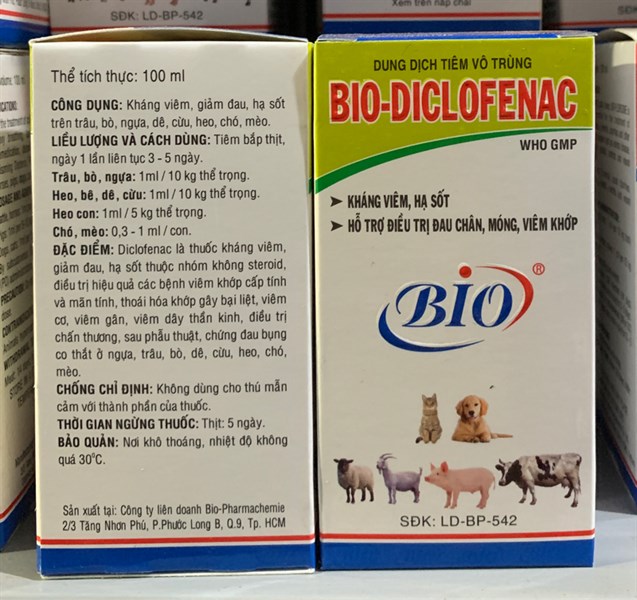 SĐK: LD-BP-542
Xem trên nắp chai
Thể tích thực: 100 ml
CÔNG DỤNG: Kháng viêm, giảm đau, hạ sốt
trên trâu, bò, ngựa, dê, cừu, heo, chó, mèo.
LIỀU LƯỢNG VÀ CÁCH DÙNG: Tiêm bắp thịt,
ngày 1 lần liên tục 3 - 5 ngày.
Trâu, bò, ngựa: 1ml / 10 kg thể trọng.
Heo, bê, dê, cừu: 1ml / 10 kg thể trọng.
Heo con: 1ml / 5 kg thể trọng.
Chó, mèo: 0,3 - 1 ml / con.
ĐẶC ĐIỂM: Diclofenac là thuốc kháng viêm,
giảm đau, hạ sốt thuộc nhóm không steroid,
điều trị hiệu quả các bệnh viêm khớp cấp tính
và mãn tính, thoái hóa khớp gây bại liệt, viêm
cơ, viêm gân, viêm dây thần kinh, điều trị
chấn thương, sau phẫu thuật, chứng đau bụng
co thắt ở ngựa, trâu, bò, dê, cừu, heo, chó,
mèo.
CHỐNG CHỈ ĐỊNH: Không dùng cho thú mẫn
cảm với thành phần của thuốc.
THỜI GIAN NGỪNG THUỐC: Thịt: 5 ngày.
BẢO QUẢN: Nơi khô thoáng, nhiệt độ không
quá 30°C.
Sản xuất tại: Công ty liên doanh Bio-Pharmachemie
2/3 Tăng Nhơn Phú, P.Phước Long B, Q.9, Tp. HCM
DUNG DỊCH TIÊM VÔ TRÙNG
BIO-DICLOFENAC
WHO GMP
➤ KHÁNG VIÊM, HẠ SỐT
➤ HỖ TRỢ ĐIỀU TRỊ ĐAU CHÂN, MÓNG, VIÊM KHỚP
BIO®
SĐK: LD-BP-542